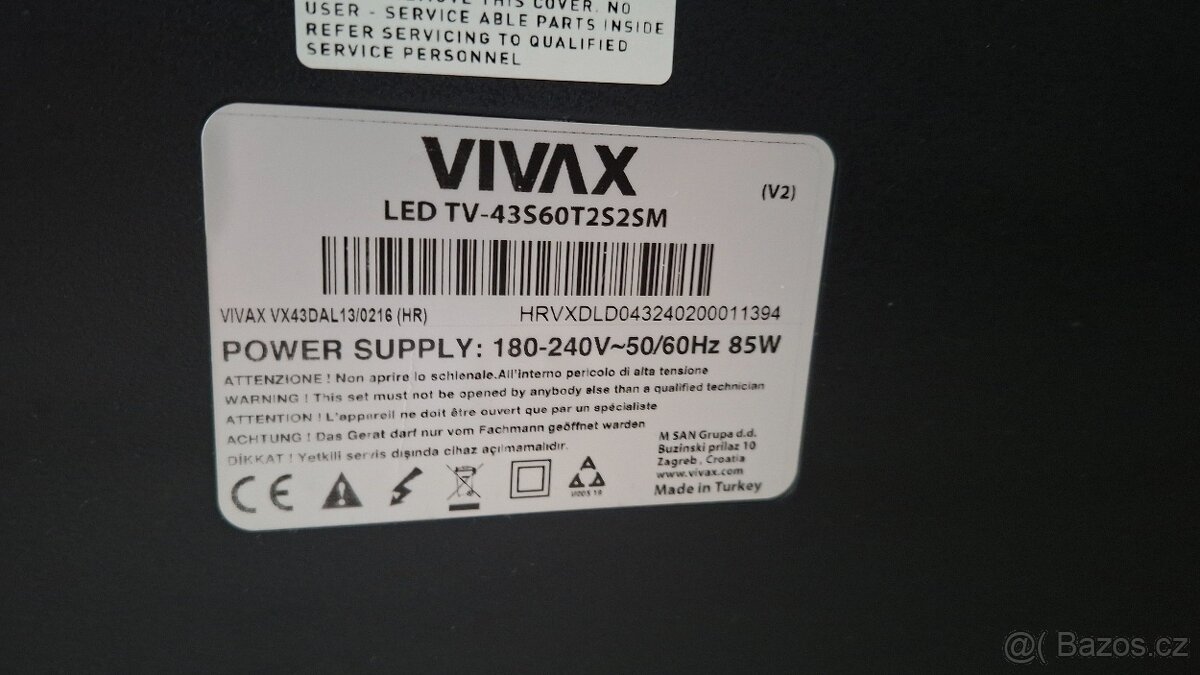 THIS COVER. NO
USER - SERVICE ABLE PARTS INSIDE
REFER SERVICING TO QUALIFIED
SERVICE PERSONNEL
VIVAX
(V2)
LED TV-43S60T2S2SM
VIVAX VX43DAL13/0216 (HR)
HRVXDLD043240200011394
POWER SUPPLY: 180-240V~50/60Hz 85W
ATTENZIONE ! Non aprire lo schienale.All'interno pericolo di alta tensione
WARNING ! This set must not be opened by anybody else than a qualified technician
ATTENTION ! L'appareil ne doit être ouvert que par un spécialiste
ACHTUNG ! Das Gerat darf nur vom Fachmann geöffnet warden
DİKKAT ! Yetkili servis dışında cihaz açılmamalıdır.
M SAN Grupa d.d.
Buzinski prilaz 10
Zagreb, Croatia
www.vivax.com
Made in Turkey
CE
@( Bazos.cz